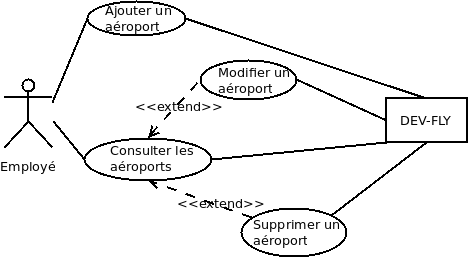 Ajouter un
aéroport
Modifier un
aéroport
<<extend>>
DEV-FLY
Employé
Consulter les
aéroports
<<extend>>
Supprimer un
aéroport